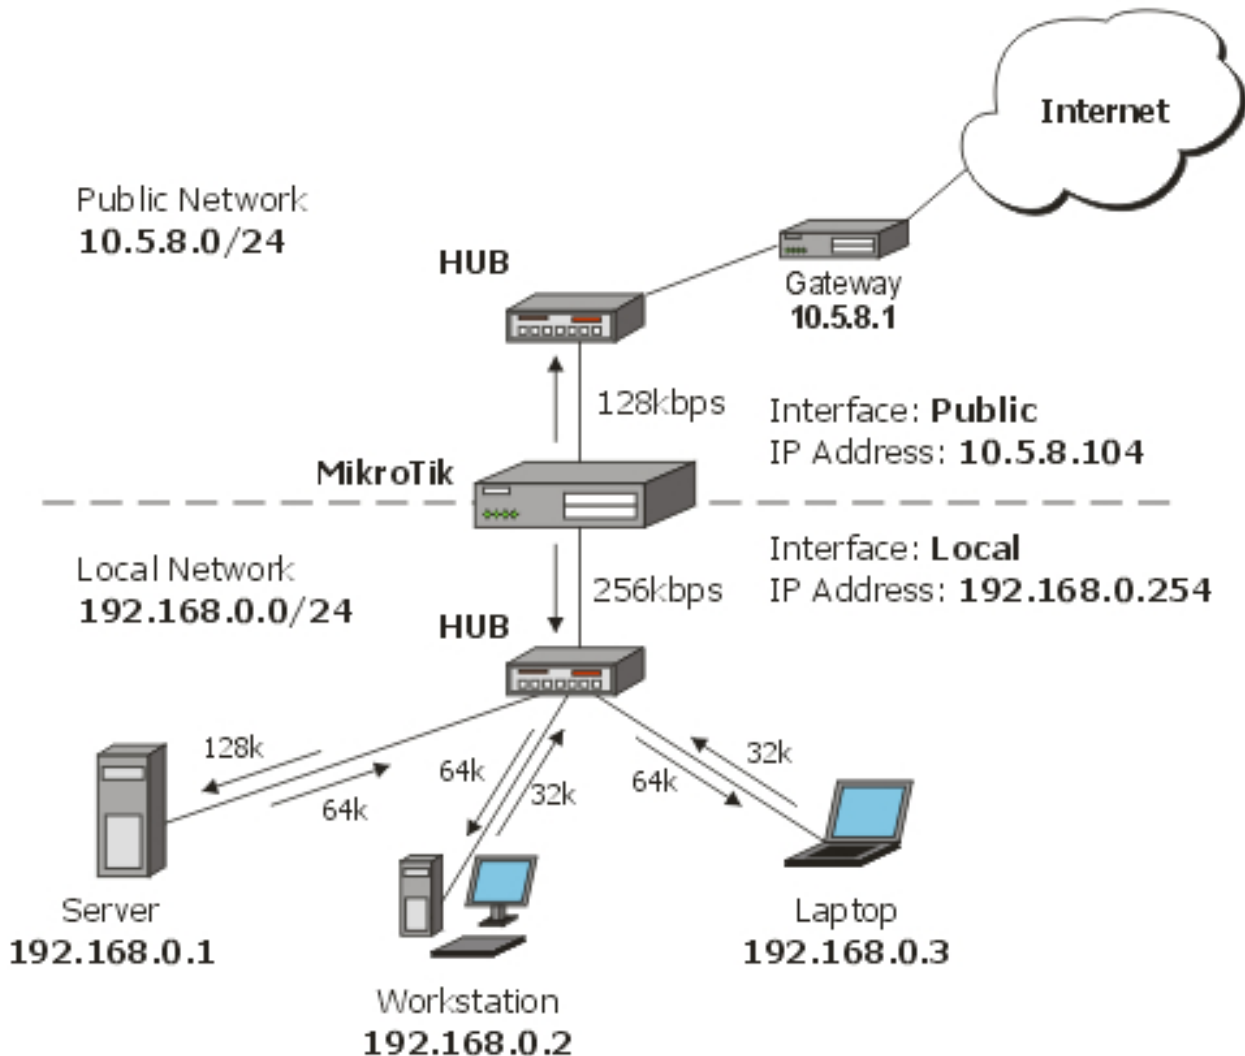 Internet
Public Network
10.5.8.0/24
HUB
Gateway
10.5.8.1
128kbps
Interface: Public
IP Address: 10.5.8.104
MikroTik
Local Network
192.168.0.0/24
HUB
256kbps
Interface: Local
IP Address: 192.168.0.254
128k
64k
64k
32k
64k
32k
Server
192.168.0.1
Workstation
192.168.0.2
Laptop
192.168.0.3